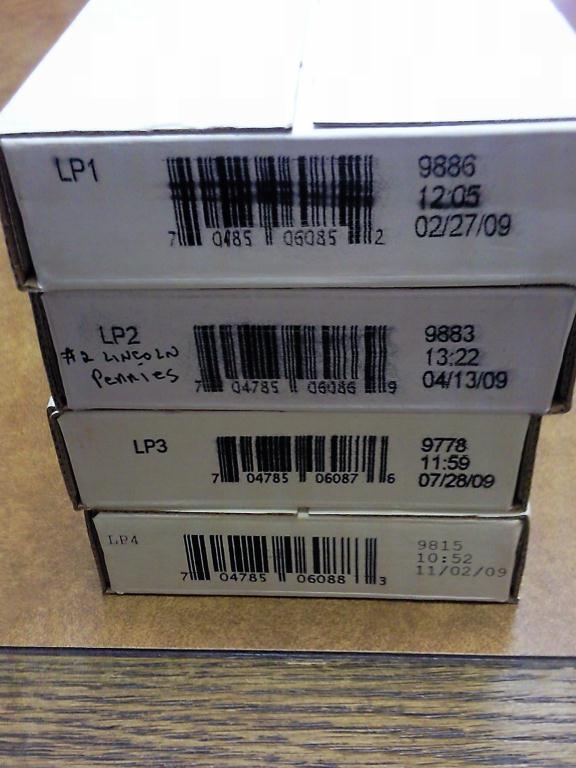 LP1
9886
12:05
02/27/09
7 0485 06085 2
LP2
#2 LINCOLN
Pennies
9883
13:22
04/13/09
7 04785 06086 9
LP3
9778
11:59
07/28/09
7 04785 06087 6
LP4
9815
10:52
11/02/09
7 04785 06088 3